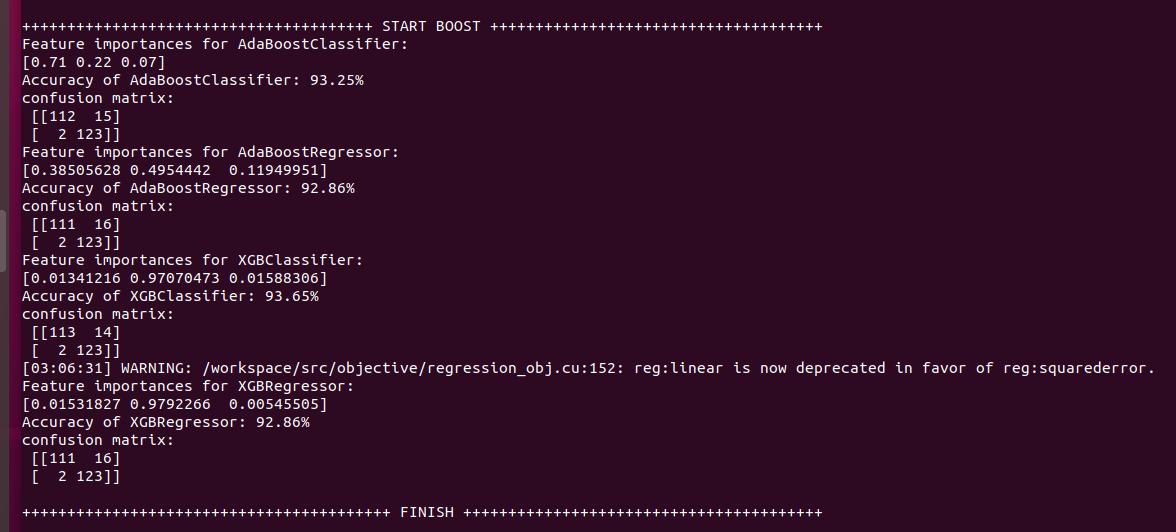 +++++++++++++++++++++++++++++++++++++++ START BOOST +++++++++++++++++++++++++++++++++++++
Feature importances for AdaBoostClassifier:
[0.71 0.22 0.07]
Accuracy of AdaBoostClassifier: 93.25%
confusion matrix:
 [[112  15]
 [  2 123]]
Feature importances for AdaBoostRegressor:
[0.38505628 0.4954442  0.11949951]
Accuracy of AdaBoostRegressor: 92.86%
confusion matrix:
 [[111  16]
 [  2 123]]
Feature importances for XGBClassifier:
[0.01341216 0.97070473 0.01588306]
Accuracy of XGBClassifier: 93.65%
confusion matrix:
 [[113  14]
 [  2 123]]
[03:06:31] WARNING: /workspace/src/objective/regression_obj.cu:152: reg:linear is now deprecated in favor of reg:squarederror.
Feature importances for XGBRegressor:
[0.01531827 0.9792266  0.00545505]
Accuracy of XGBRegressor: 92.86%
confusion matrix:
 [[111  16]
 [  2 123]]
+++++++++++++++++++++++++++++++++++++++++ FINISH ++++++++++++++++++++++++++++++++++++++++